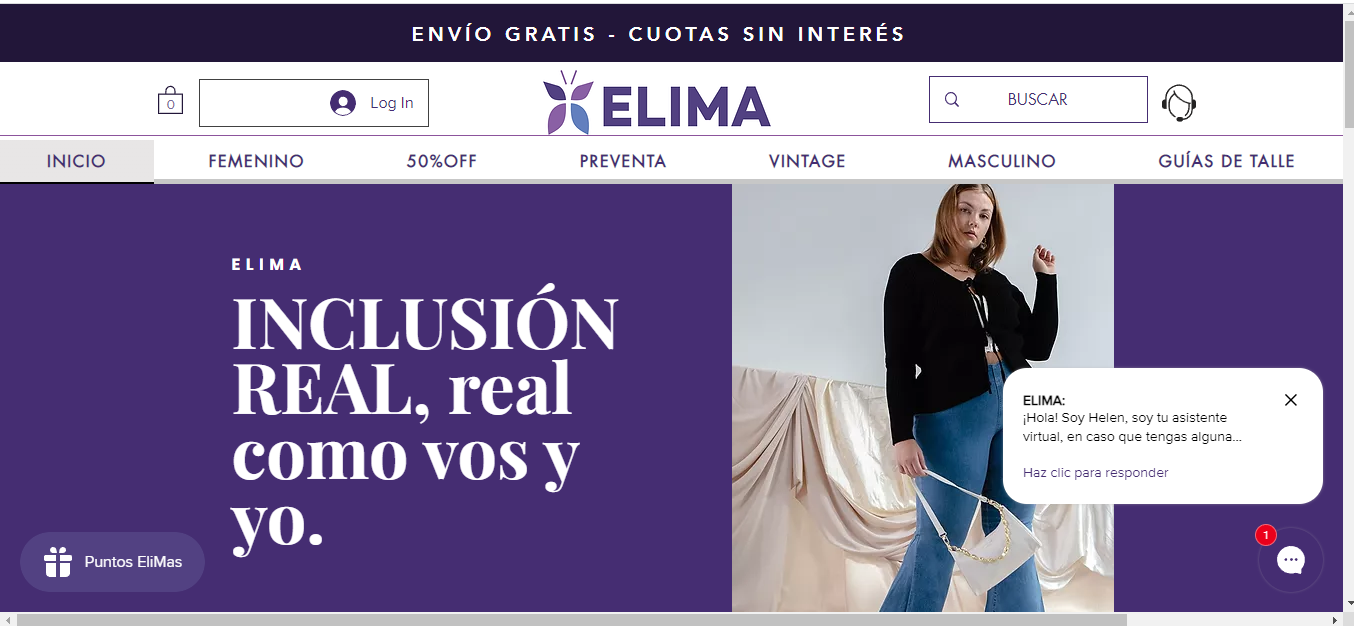 ENVÍO GRATIS - CUOTAS SIN INTERÉS
0
Log In
ELIMA
BUSCAR
INICIO
FEMENINO
50%OFF
PREVENTA
VINTAGE
MASCULINO
GUÍAS DE TALLE
ELIMA
INCLUSIÓN
REAL, real
como vos y
yo.
ELIMA:
¡Hola! Soy Helen, soy tu asistente
virtual, en caso que tengas alguna...
Haz clic para responder
1
Puntos EliMas